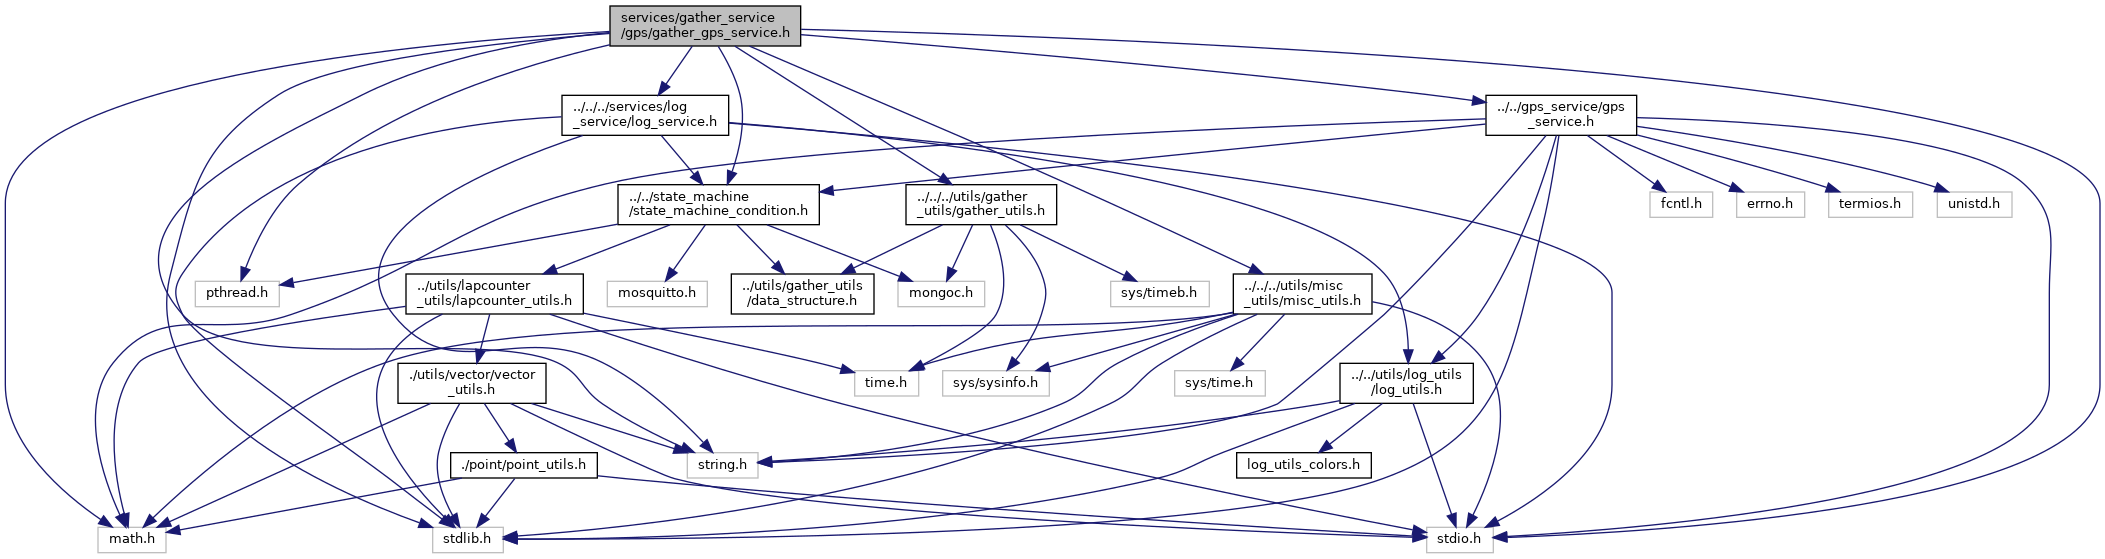 services/gather_service
/gps/gather_gps_service.h
../../../services/log
_service/log_service.h
../../gps_service/gps
_service.h
../../state_machine
/state_machine_condition.h
../../../utils/gather
_utils/gather_utils.h
fcntl.h
errno.h
termios.h
unistd.h
pthread.h
../utils/lapcounter
_utils/lapcounter_utils.h
mosquitto.h
../utils/gather_utils
/data_structure.h
mongoc.h
sys/timeb.h
../../../utils/misc
_utils/misc_utils.h
./utils/vector/vector
_utils.h
time.h
sys/sysinfo.h
sys/time.h
../../utils/log_utils
/log_utils.h
./point/point_utils.h
string.h
log_utils_colors.h
math.h
stdlib.h
stdio.h